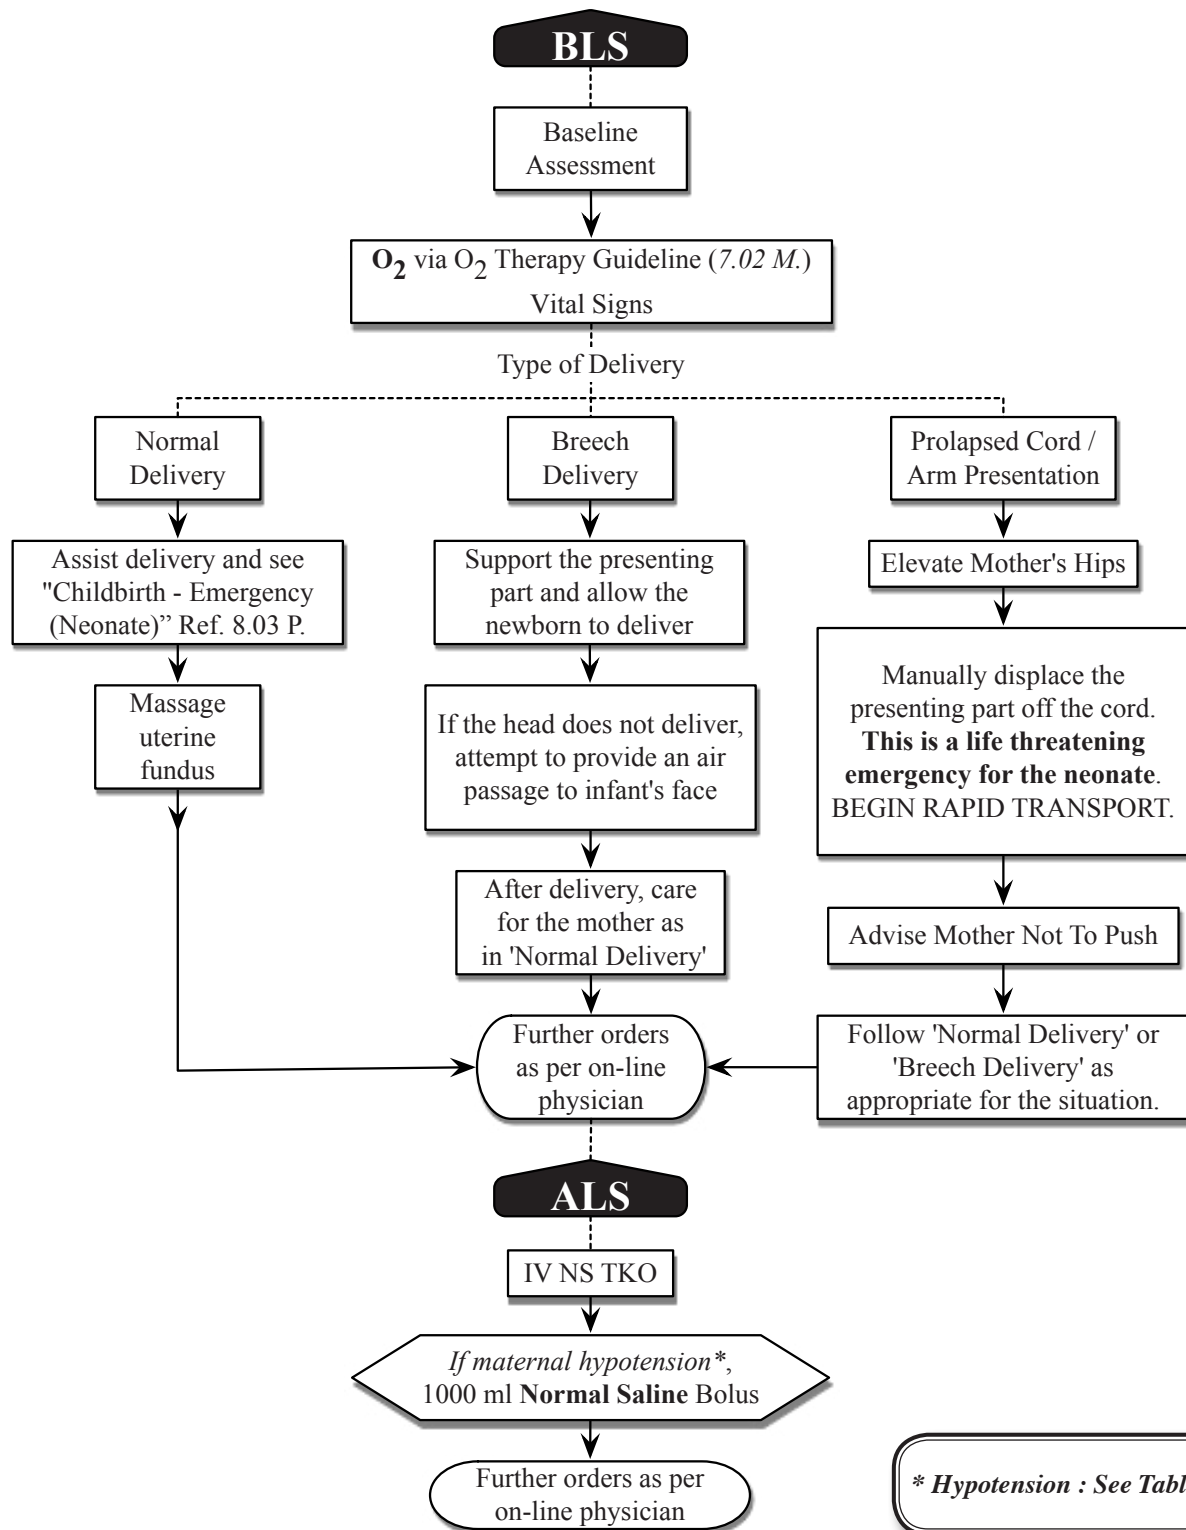 BLS
Baseline
Assessment
O2 via O2 Therapy Guideline (7.02 M.)
Vital Signs
Type of Delivery
Normal
Delivery
Assist delivery and see
"Childbirth - Emergency
(Neonate)” Ref. 8.03 P.
Massage
uterine
fundus
Breech
Delivery
Support the presenting
part and allow the
newborn to deliver
If the head does not deliver,
attempt to provide an air
passage to infant's face
After delivery, care
for the mother as
in 'Normal Delivery'
Prolapsed Cord /
Arm Presentation
Elevate Mother's Hips
Manually displace the
presenting part off the cord.
This is a life threatening
emergency for the neonate.
BEGIN RAPID TRANSPORT.
Advise Mother Not To Push
Follow 'Normal Delivery' or
'Breech Delivery' as
appropriate for the situation.
Further orders
as per on-line
physician
ALS
IV NS TKO
If maternal hypotension*,
1000 ml Normal Saline Bolus
Further orders as per
on-line physician
* Hypotension : See Tabl